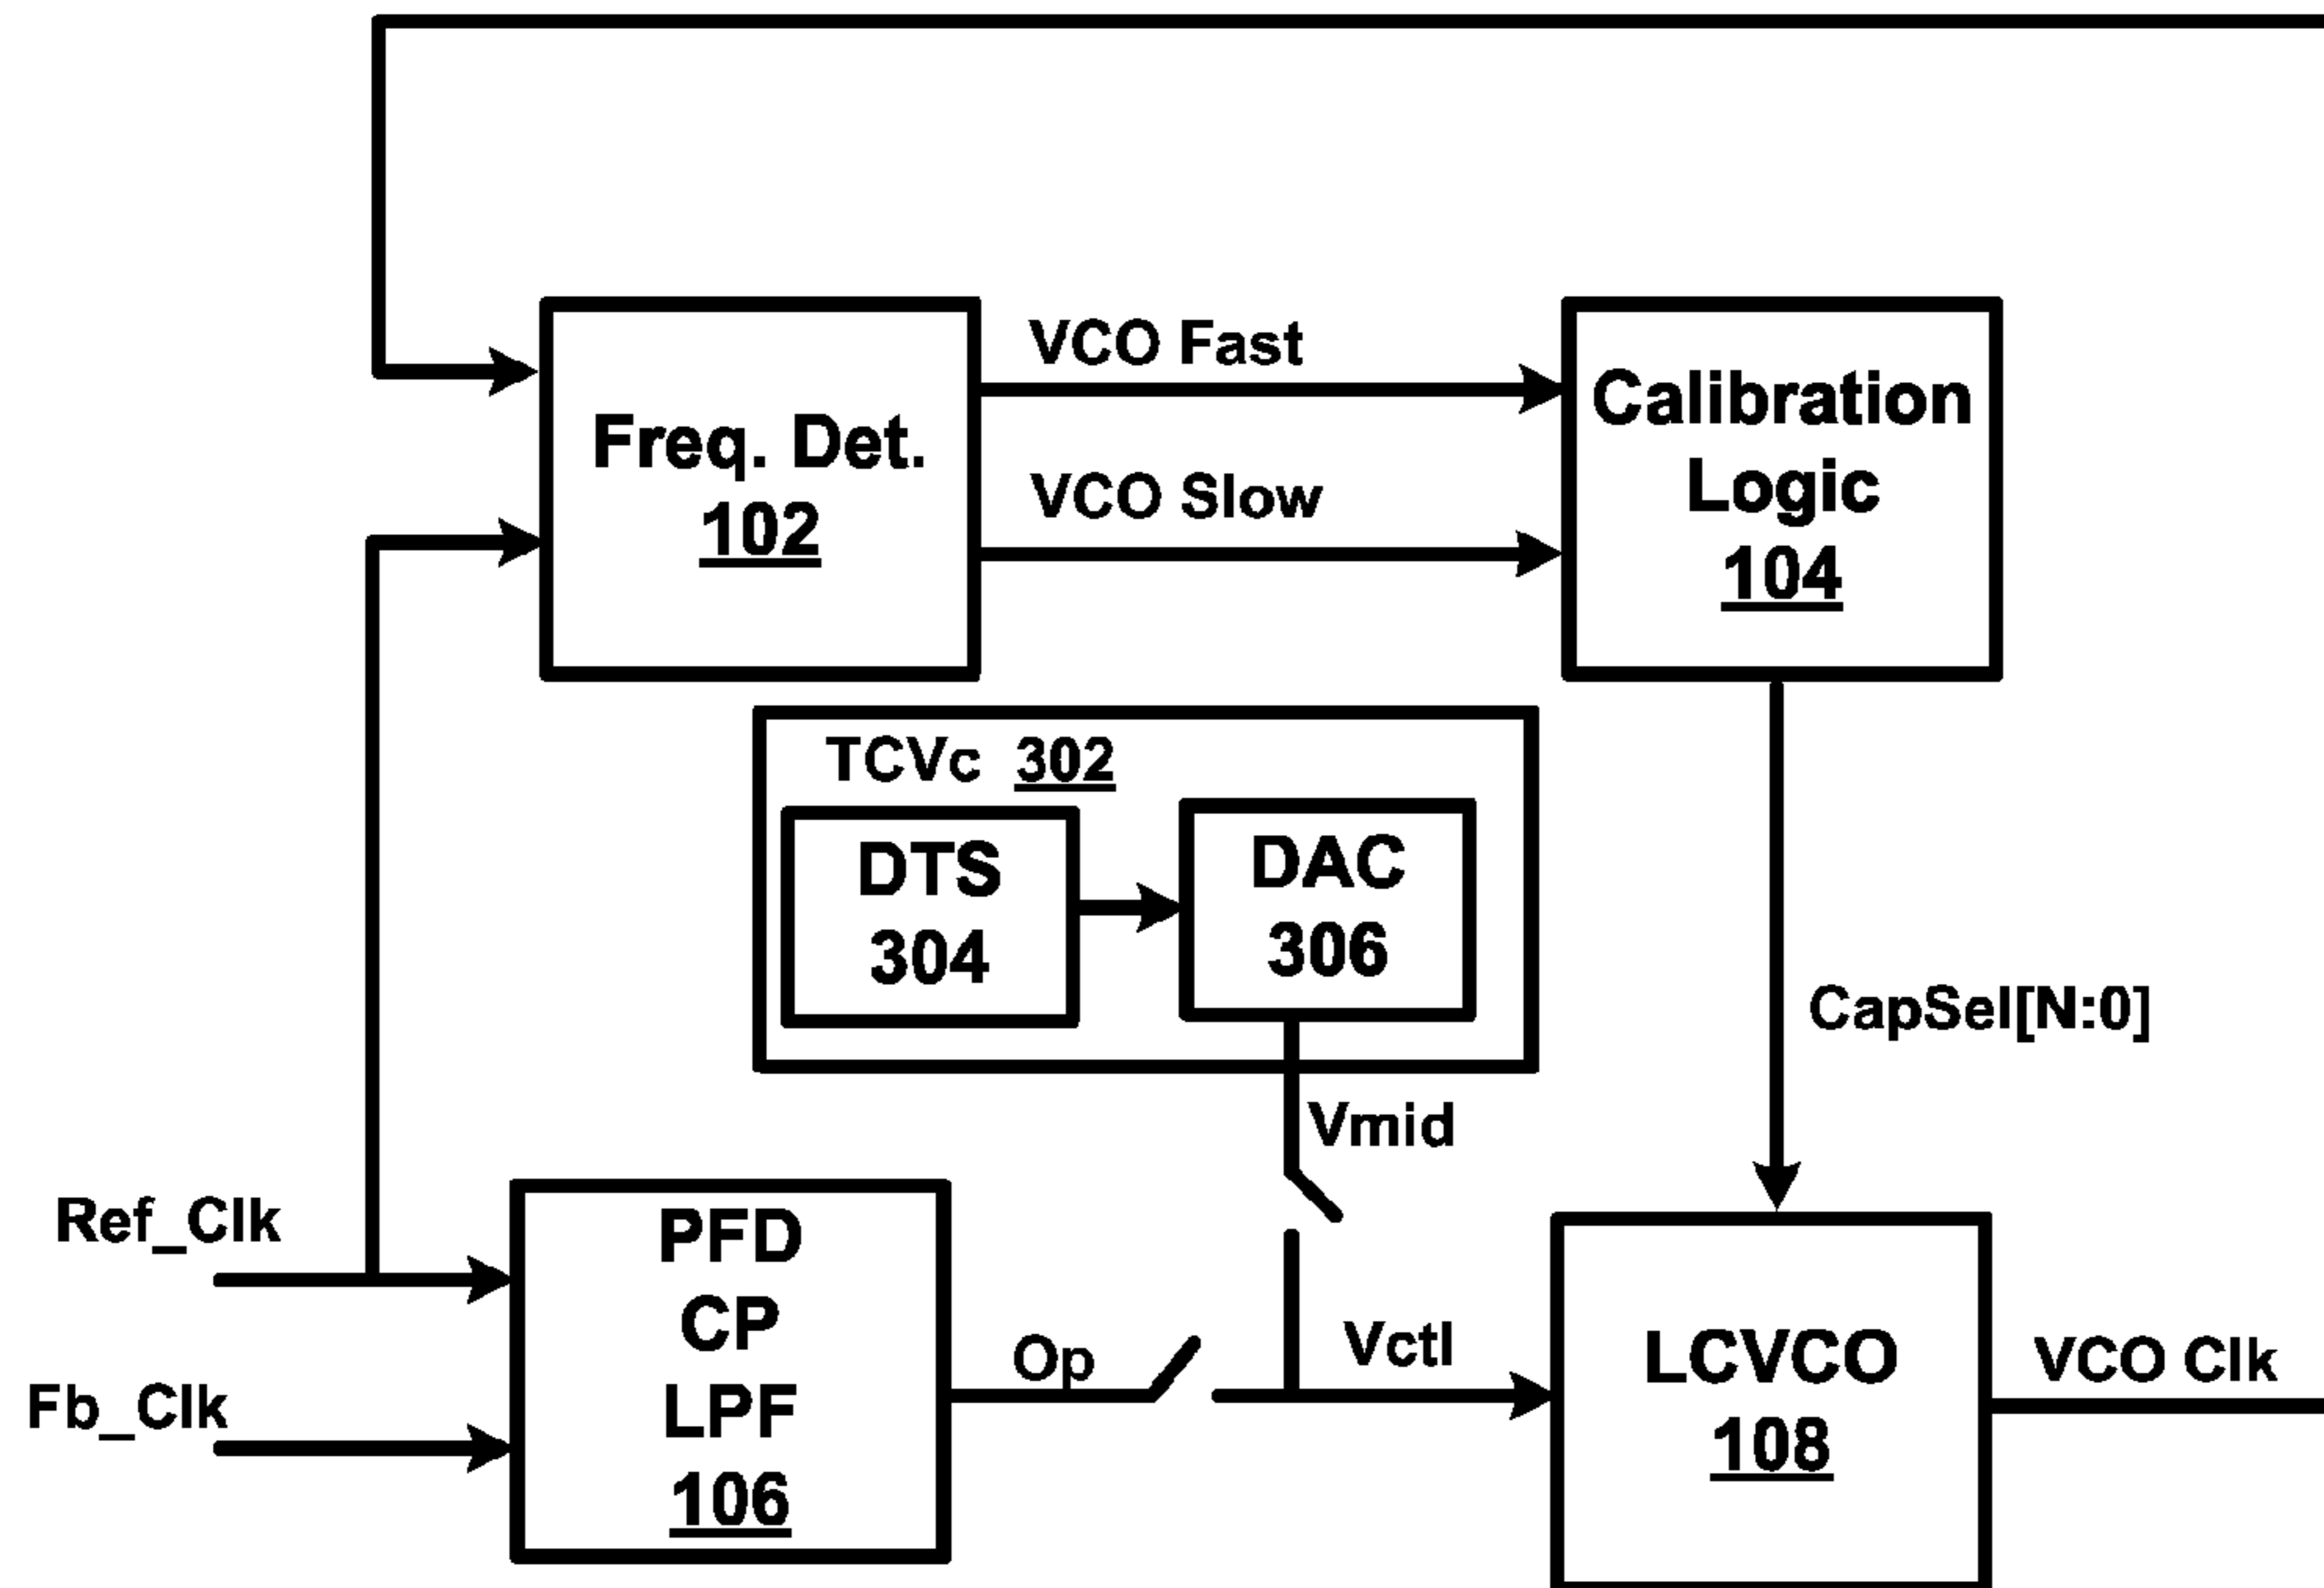 VCO Fast
Freq. Det.
102
VCO Slow
Calibration
Logic
104
TCVc 302
DTS
304
DAC
306
CapSel[N:0]
Vmid
Ref_Clk
Fb_Clk
PFD
CP
LPF
106
Op
Vctl
LCVCO
108
VCO Clk